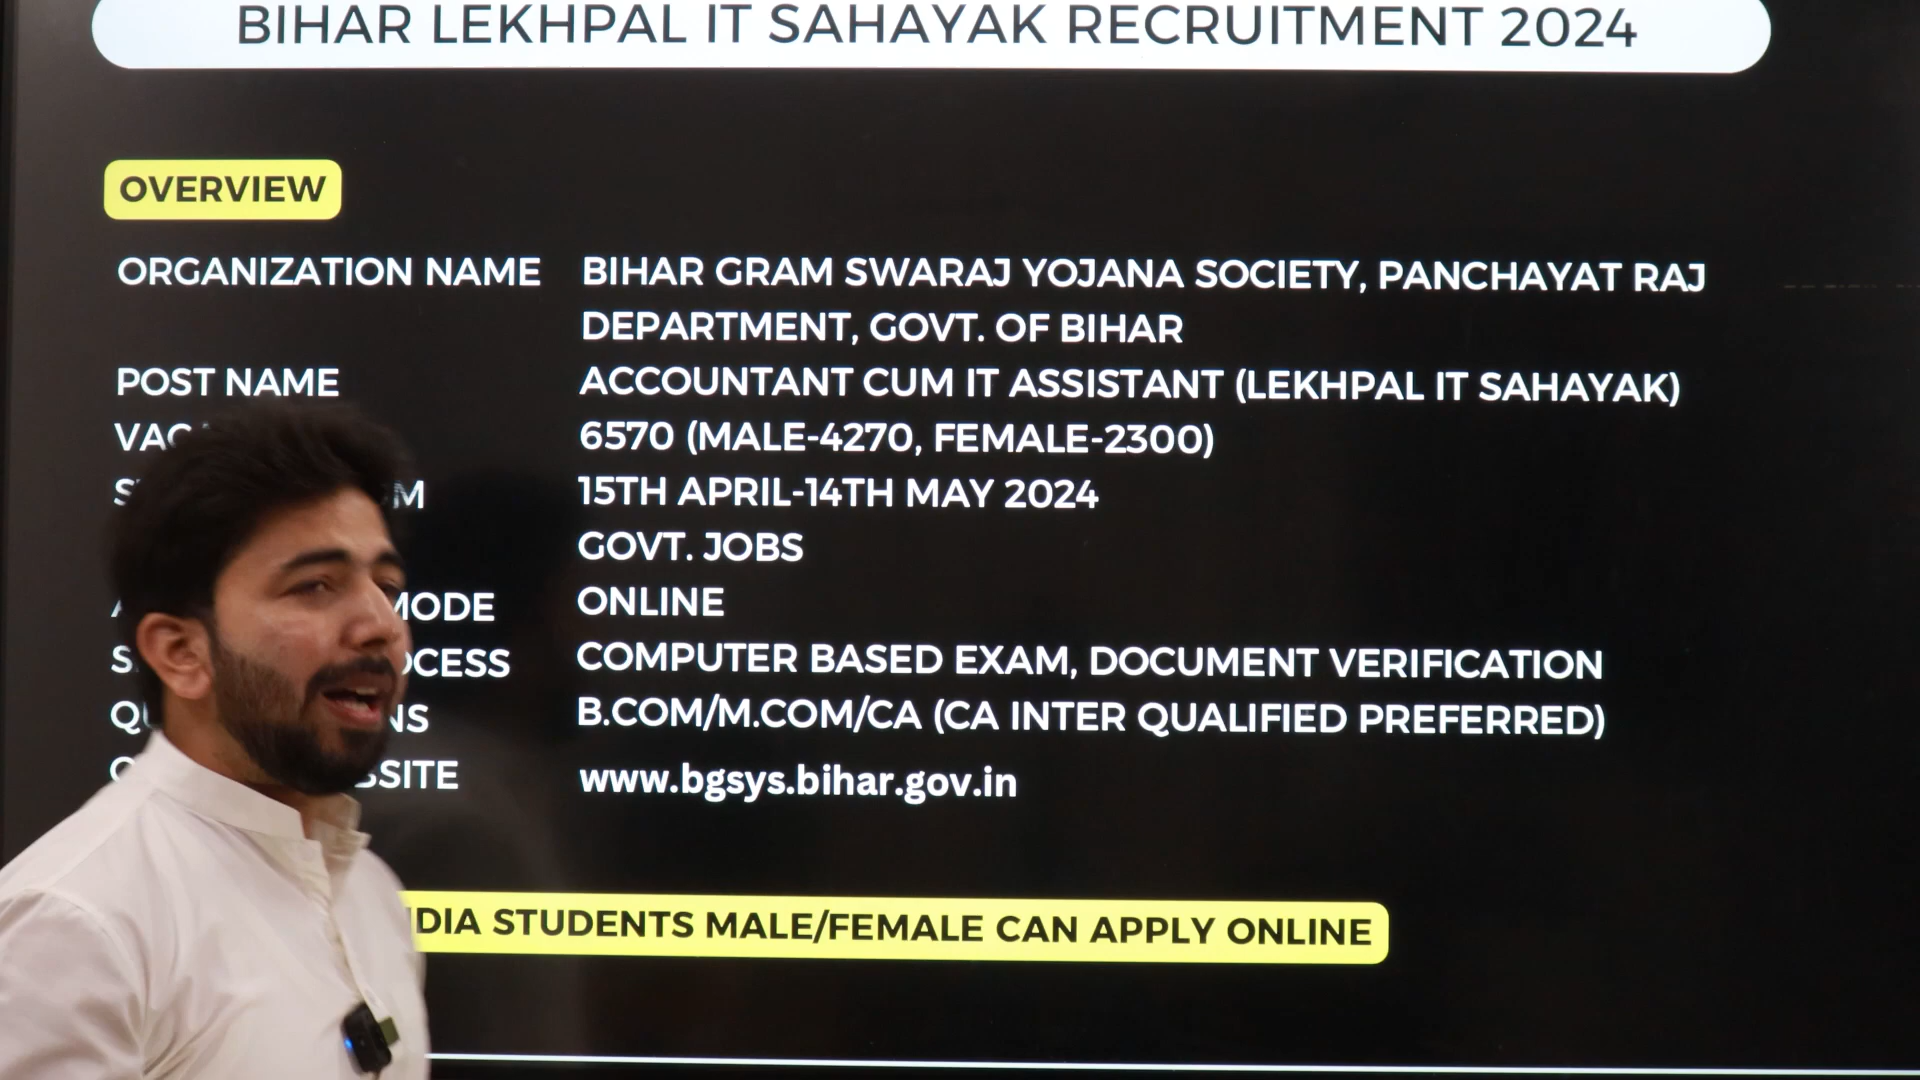 BIHAR LEKHPAL IT SAHAYAK RECRUITMENT 2024
OVERVIEW
ORGANIZATION NAME BIHAR GRAM SWARAJ YOJANA SOCIETY, PANCHAYAT RAJ
DEPARTMENT, GOVT. OF BIHAR
POST NAME ACCOUNTANT CUM IT ASSISTANT (LEKHPAL IT SAHAYAK)
6570 (MALE-4270, FEMALE-2300)
15TH APRIL-14TH MAY 2024
GOVT. JOBS
MODE ONLINE
COMPUTER BASED EXAM, DOCUMENT VERIFICATION
B.COM/M.COM/CA (CA INTER QUALIFIED PREFERRED)
www.bgsys.bihar.gov.in
STUDENTS MALE/FEMALE CAN APPLY ONLINE